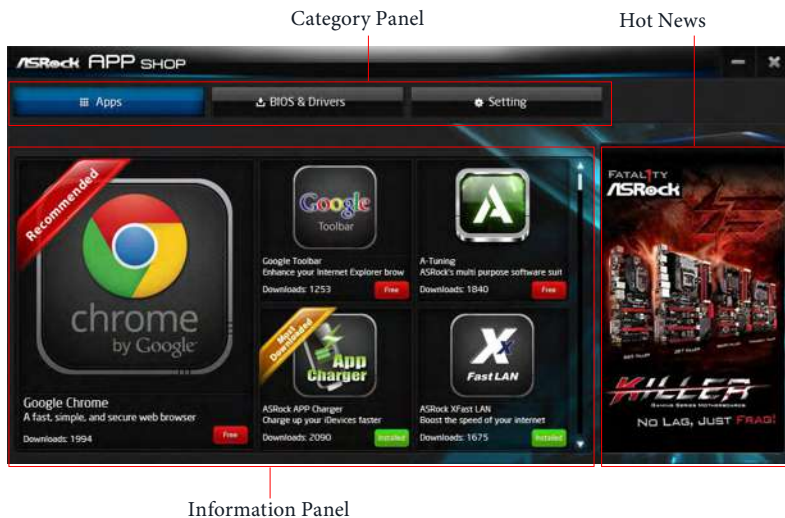 Category Panel
Hot News
ASRock APP SHOP
Apps
BIOS & Drivers
Setting
Recommended
chrome
by Google
Google Chrome
A fast, simple, and secure web browser
Downloads: 1994
Free
Google
Toolbar
Google Toolbar
Enhance your Internet Explorer brow
Downloads: 1253
Free
A-Tuning
ASRock's multi purpose software suit
Downloads: 1840
Free
Most
Downloaded
App
Charger
ASRock APP Charger
Charge up your iDevices faster
Downloads: 2090
Installed
Fast LAN
ASRock XFast LAN
Boost the speed of your internet
Downloads: 1675
Installed
FATAL1TY
ASRock
KILLER
GAMING SERIES MOTHERBOARDS
NO LAG, JUST FRAG!
Information Panel